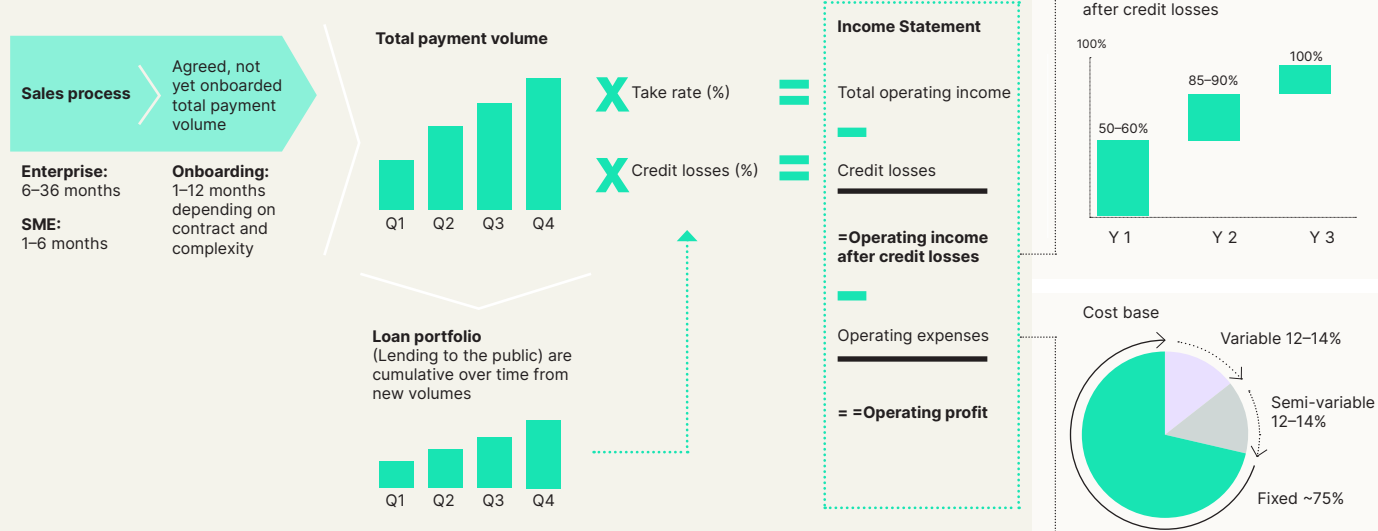 Sales process
Agreed, not
yet onboarded
total payment
volume
Enterprise:
6–36 months
SME:
1–6 months
Onboarding:
1–12 months
depending on
contract and
complexity
Total payment volume
Q1 Q2 Q3 Q4
X Take rate (%) =
X Credit losses (%) =
Loan portfolio
(Lending to the public) are
cumulative over time from
new volumes
Q1 Q2 Q3 Q4
Income Statement
Total operating income
Credit losses
=Operating income
after credit losses
Operating expenses
= =Operating profit
after credit losses
100%
50–60%
85–90%
100%
Y 1 Y 2 Y 3
Cost base
Variable 12–14%
Semi-variable
12–14%
Fixed ~75%